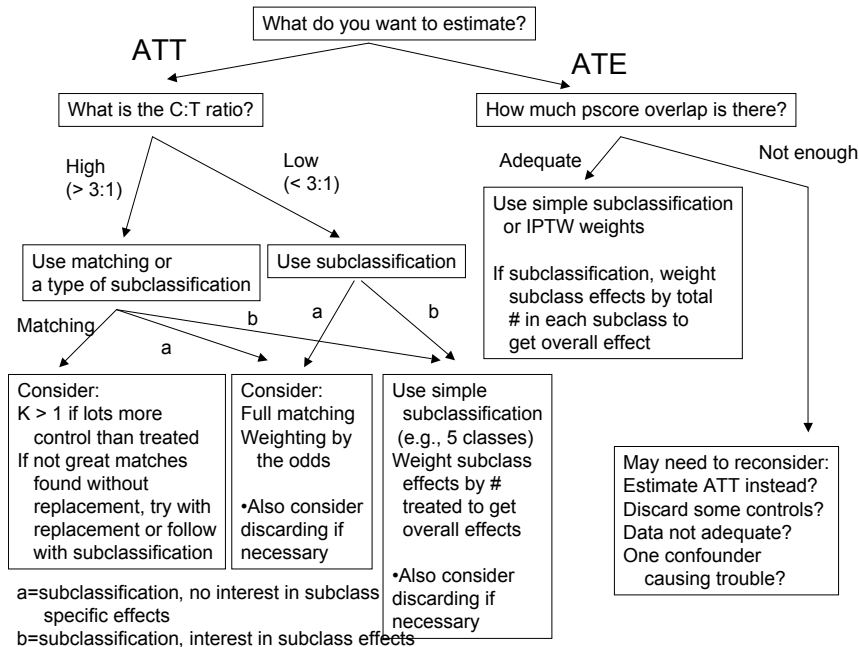 What do you want to estimate?
ATT
ATE
What is the C:T ratio?
How much pscore overlap is there?
High
(> 3:1)
Low
(< 3:1)
Adequate
Not enough
Use matching or
a type of subclassification
Use subclassification
Use simple subclassification
or IPTW weights
If subclassification, weight
subclass effects by total
# in each subclass to
get overall effect
Matching
a
b
a
b
Consider:
K > 1 if lots more
control than treated
If not great matches
found without
replacement, try with
replacement or follow
with subclassification
Consider:
Full matching
Weighting by
the odds
•Also consider
discarding if
necessary
Use simple
subclassification
(e.g., 5 classes)
Weight subclass
effects by #
treated to get
overall effects
•Also consider
discarding if
necessary
May need to reconsider:
Estimate ATT instead?
Discard some controls?
Data not adequate?
One confounder
causing trouble?
a=subclassification, no interest in subclass
specific effects
b=subclassification, interest in subclass effects